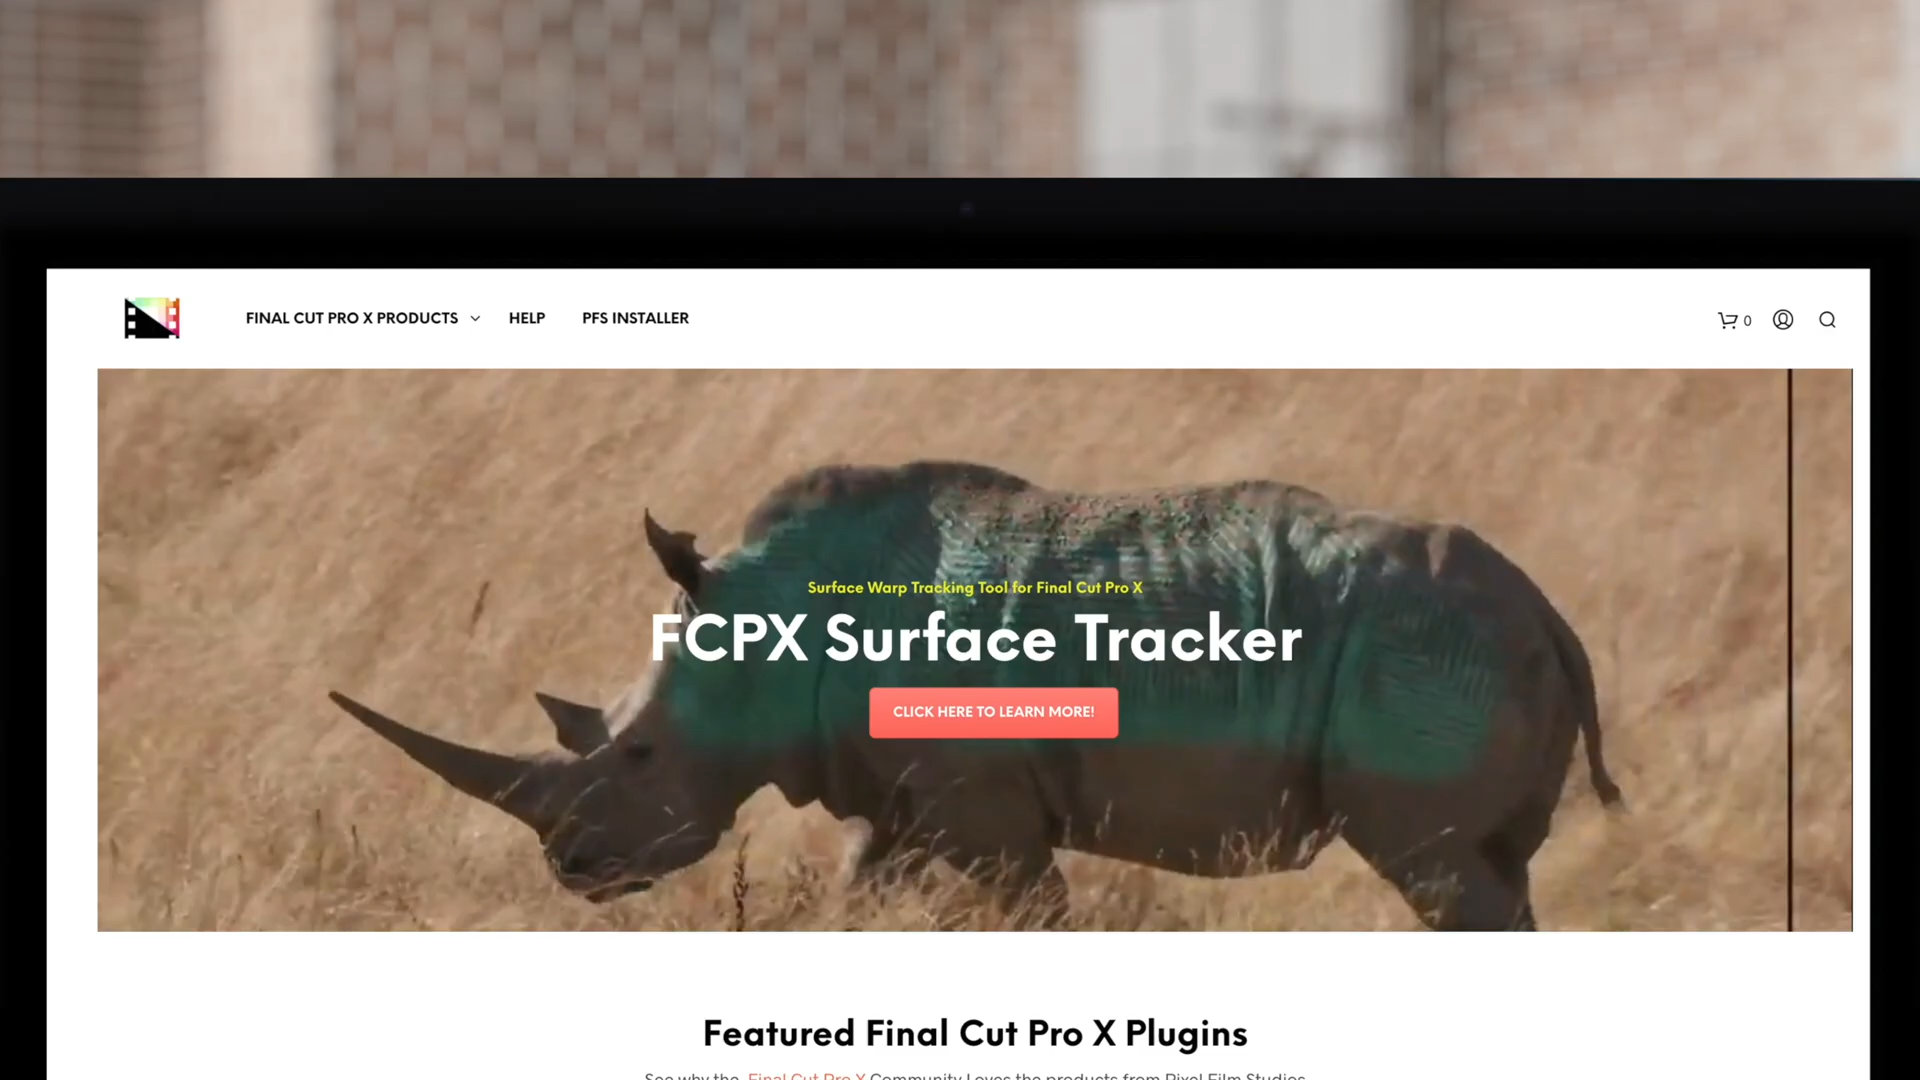 FINAL CUT PRO X PRODUCTS HELP PFS INSTALLER 0
Surface Warp Tracking Tool for Final Cut Pro X
FCPX Surface Tracker
CLICK HERE TO LEARN MORE!
Featured Final Cut Pro X Plugins
See why the Final Cut Pro X Community Loves the products from Pixel Film Studios